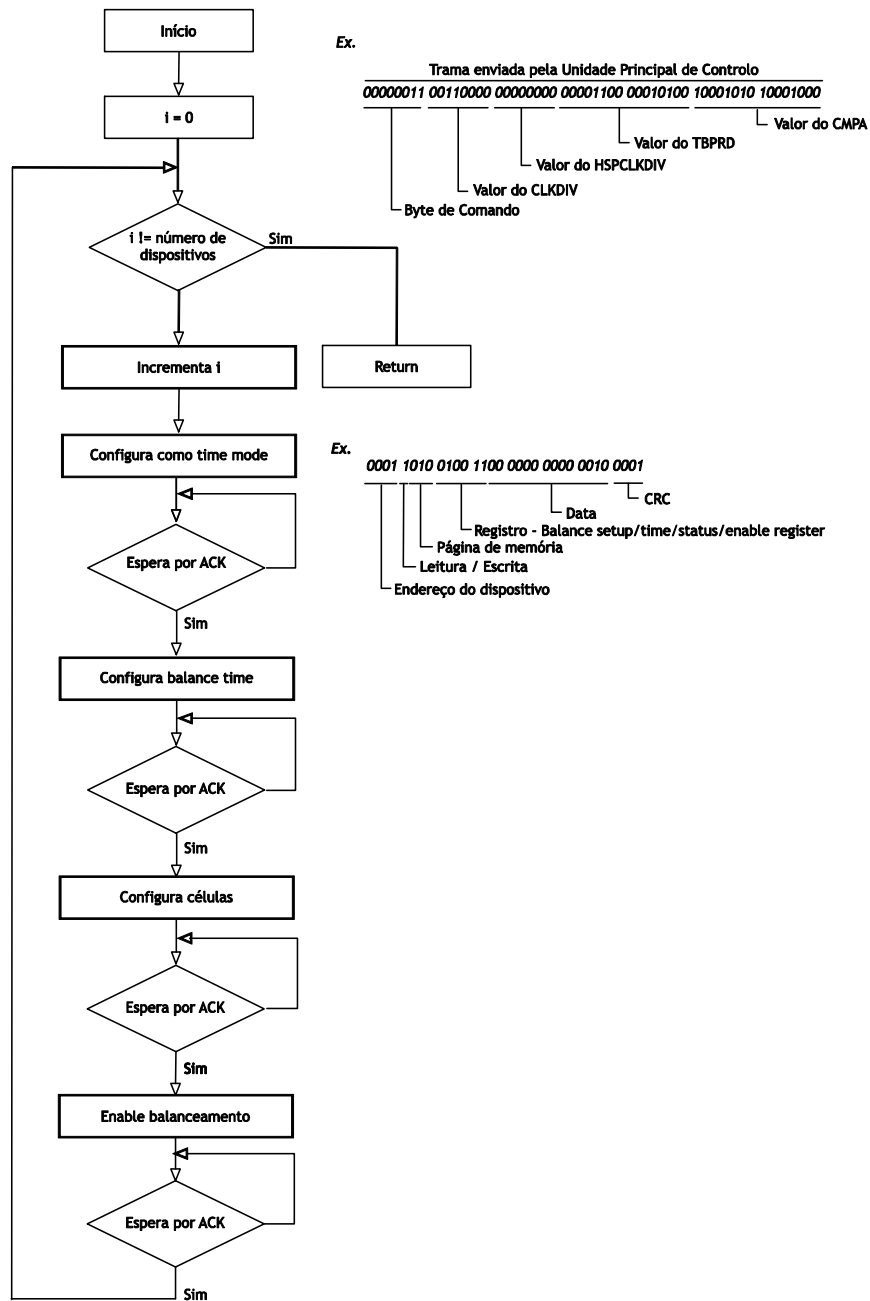 Início
i = 0
i != número de
dispositivos
Sim
Incrementa i
Return
Configura como time mode
Espera por ACK
Sim
Configura balance time
Espera por ACK
Sim
Configura células
Espera por ACK
Sim
Enable balanceamento
Espera por ACK
Sim
Ex.
Trama enviada pela Unidade Principal de Controlo
00000011 00110000 00000000 00001100 00010100 10001010 10001000
Valor do CMPA
Valor do TBPRD
Valor do HSPCLKDIV
Valor do CLKDIV
Byte de Comando
Ex.
0001 1010 0100 1100 0000 0000 0010 0001
CRC
Data
Registro - Balance setup/time/status/enable register
Página de memória
Leitura / Escrita
Endereço do dispositivo